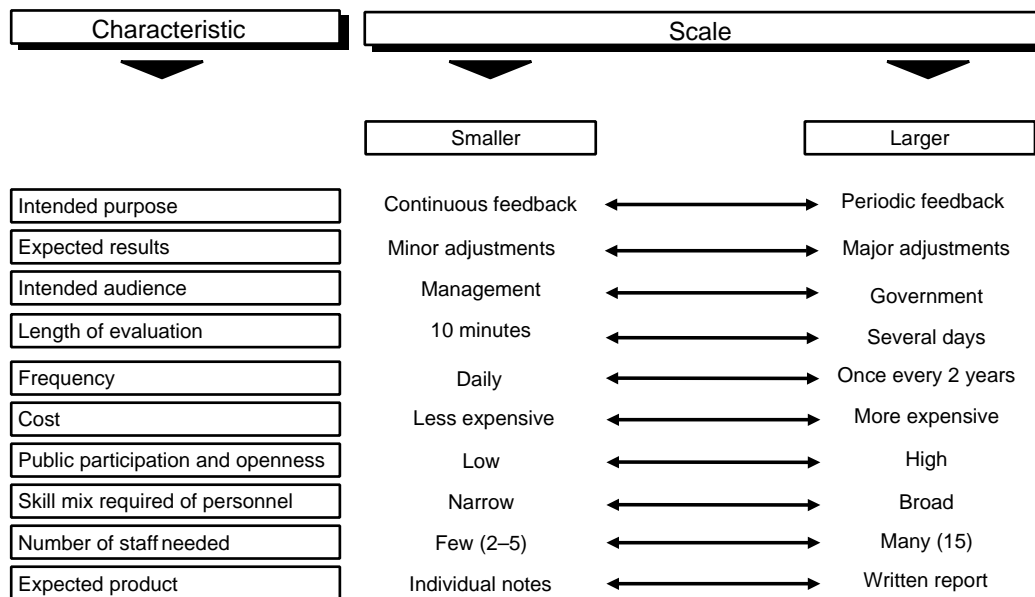 Characteristic Scale
Smaller Larger
Intended purpose Continuous feedback Periodic feedback
Expected results Minor adjustments Major adjustments
Intended audience Management Government
Length of evaluation 10 minutes Several days
Frequency Daily Once every 2 years
Cost Less expensive More expensive
Public participation and openness Low High
Skill mix required of personnel Narrow Broad
Number of staff needed Few (2–5) Many (15)
Expected product Individual notes Written report